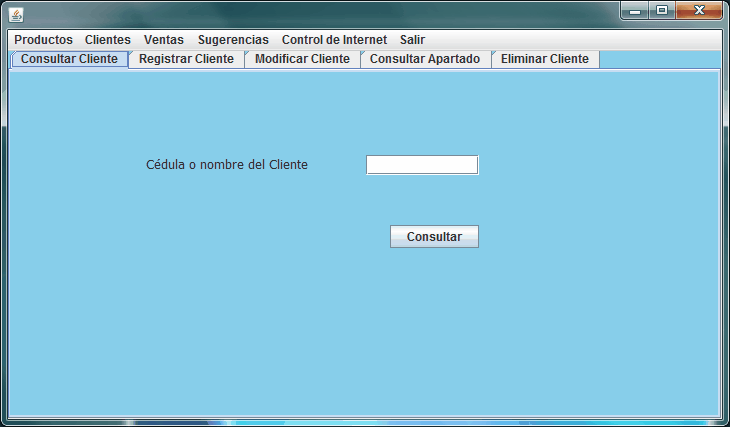 Productos Clientes Ventas Sugerencias Control de Internet Salir
Consultar Cliente Registrar Cliente Modificar Cliente Consultar Apartado Eliminar Cliente
Cédula o nombre del Cliente
Consultar